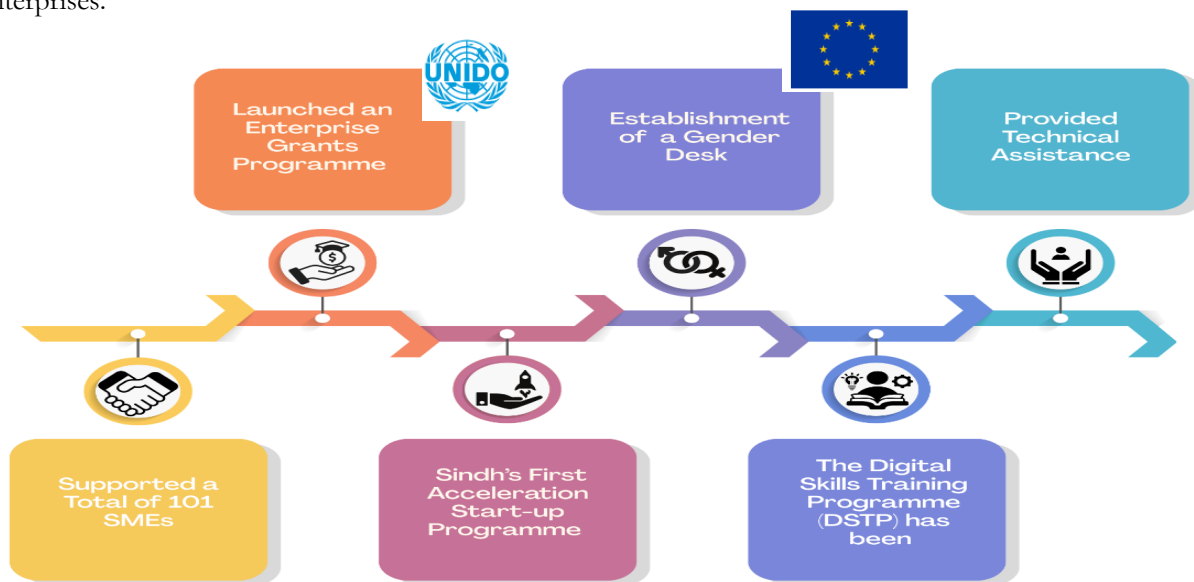 nterprises.
UNIDO
Launched an
Enterprise
Grants
Programme
Establishment
of a Gender
Desk
Provided
Technical
Assistance
$
Supported a
Total of 101
SMEs
Sindh's First
Acceleration
Start-up
Programme
The Digital
Skills Training
Programme
(DSTP) has
been